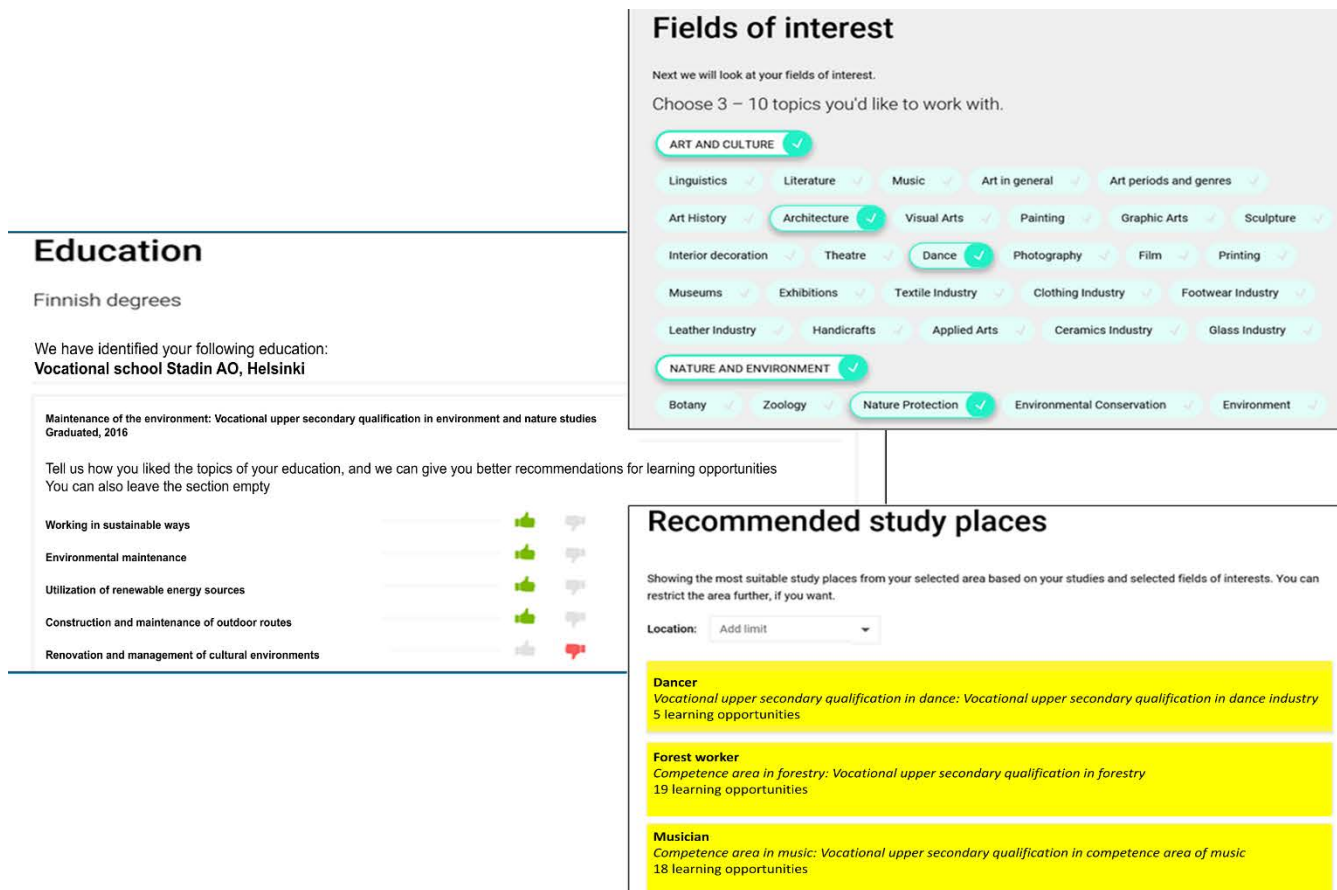 Fields of interest
Next we will look at your fields of interest.
Choose 3 – 10 topics you'd like to work with.
ART AND CULTURE
Linguistics Literature Music Art in general Art periods and genres
Art History Architecture Visual Arts Painting Graphic Arts Sculpture
Interior decoration Theatre Dance Photography Film Printing
Museums Exhibitions Textile Industry Clothing Industry Footwear Industry
Leather Industry Handicrafts Applied Arts Ceramics Industry Glass Industry
NATURE AND ENVIRONMENT
Botany Zoology Nature Protection Environmental Conservation Environment
Education
Finnish degrees
We have identified your following education:
Vocational school Stadin AO, Helsinki
Maintenance of the environment: Vocational upper secondary qualification in environment and nature studies
Graduated, 2016
Tell us how you liked the topics of your education, and we can give you better recommendations for learning opportunities
You can also leave the section empty
Working in sustainable ways
Environmental maintenance
Utilization of renewable energy sources
Construction and maintenance of outdoor routes
Renovation and management of cultural environments
Recommended study places
Showing the most suitable study places from your selected area based on your studies and selected fields of interests. You can
restrict the area further, if you want.
Location: Add limit
Dancer
Vocational upper secondary qualification in dance: Vocational upper secondary qualification in dance industry
5 learning opportunities
Forest worker
Competence area in forestry: Vocational upper secondary qualification in forestry
19 learning opportunities
Musician
Competence area in music: Vocational upper secondary qualification in competence area of music
18 learning opportunities